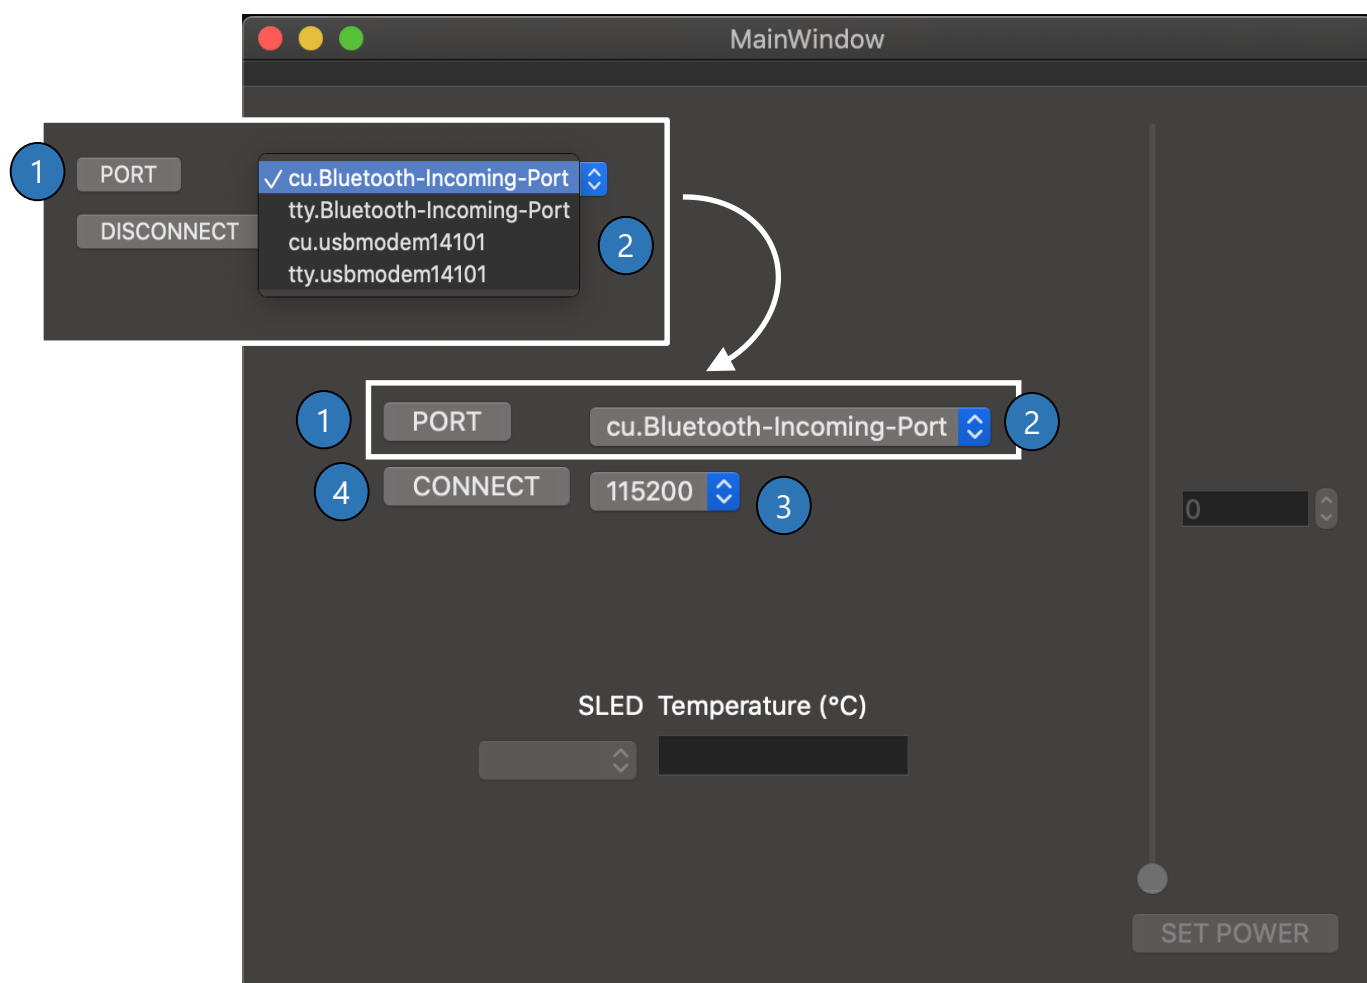 MainWindow
1
PORT
✓ cu.Bluetooth-Incoming-Port
tty.Bluetooth-Incoming-Port
DISCONNECT
cu.usbmodem14101
tty.usbmodem14101
2
1
PORT
cu.Bluetooth-Incoming-Port
2
4
CONNECT
115200
3
0
SLED Temperature (°C)
SET POWER